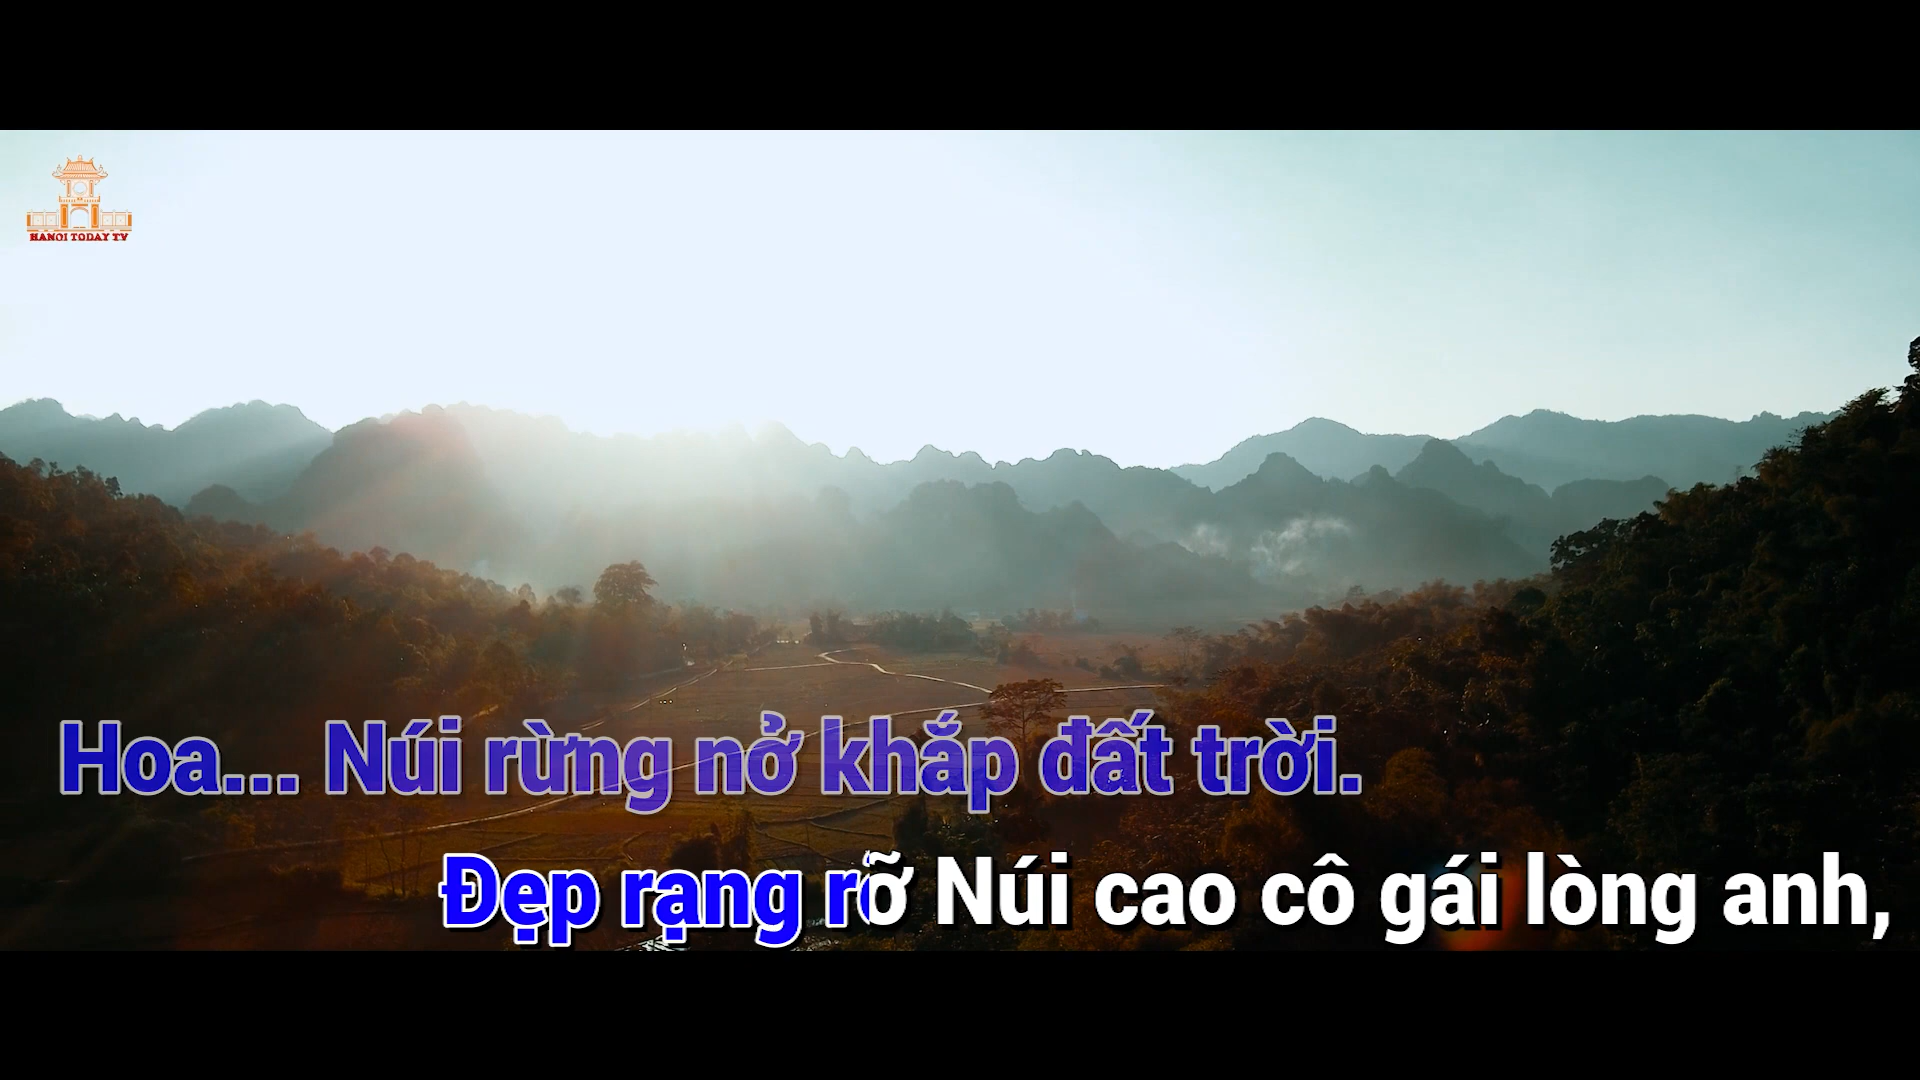 HANOI TODAY TV
Hoa... Núi rừng nở khắp đất trời.
Đẹp rạng rỡ Núi cao cô gái lòng anh,